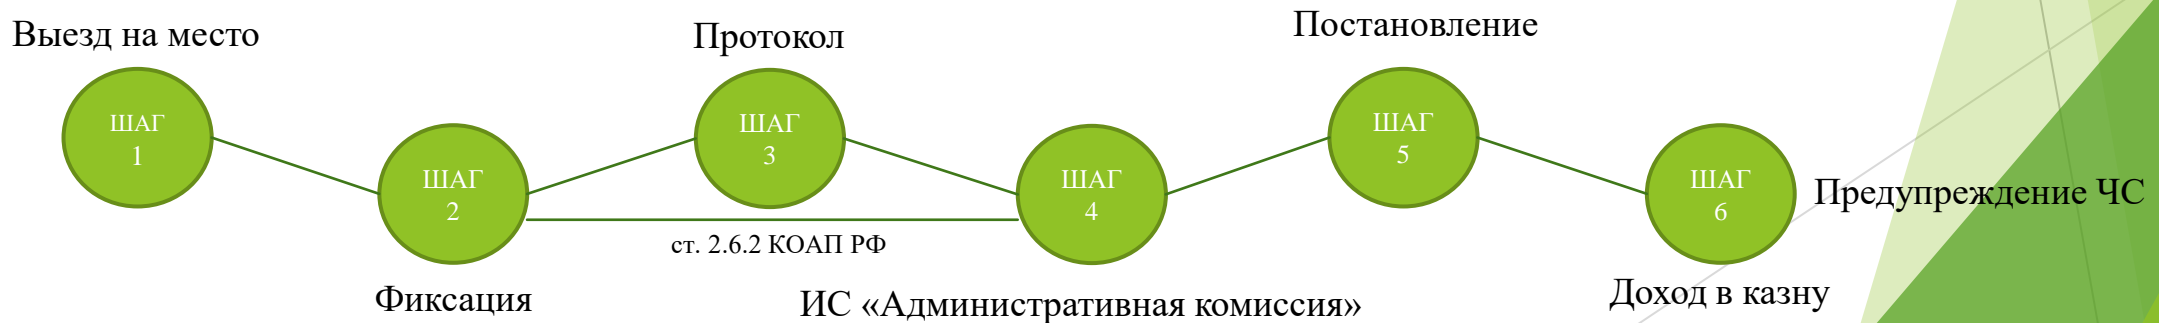 Выезд на место
ШАГ
1
ШАГ
2
Фиксация
Протокол
ШАГ
3
ст. 2.6.2 КОАП РФ
ШАГ
4
ИС «Административная комиссия»
Постановление
ШАГ
5
ШАГ
6
Предупреждение ЧС
Доход в казну